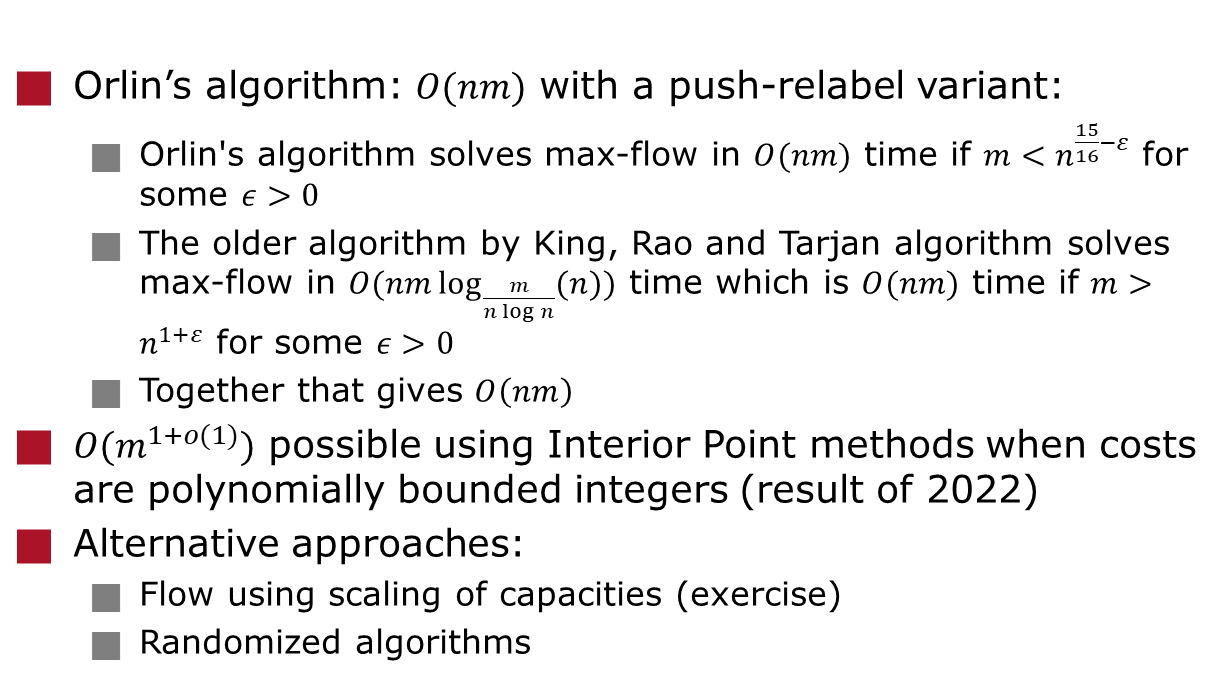 Orlin’s algorithm: O(nm) with a push-relabel variant:
Orlin's algorithm solves max-flow in O(nm) time if m < n^{\frac{15}{16}-ε} for
some ϵ > 0
The older algorithm by King, Rao and Tarjan algorithm solves
max-flow in O(nm log_{\frac{m}{n log n}}(n)) time which is O(nm) time if m >
n^{1+ε} for some ϵ > 0
Together that gives O(nm)
O(m^{1+o(1)}) possible using Interior Point methods when costs
are polynomially bounded integers (result of 2022)
Alternative approaches:
Flow using scaling of capacities (exercise)
Randomized algorithms